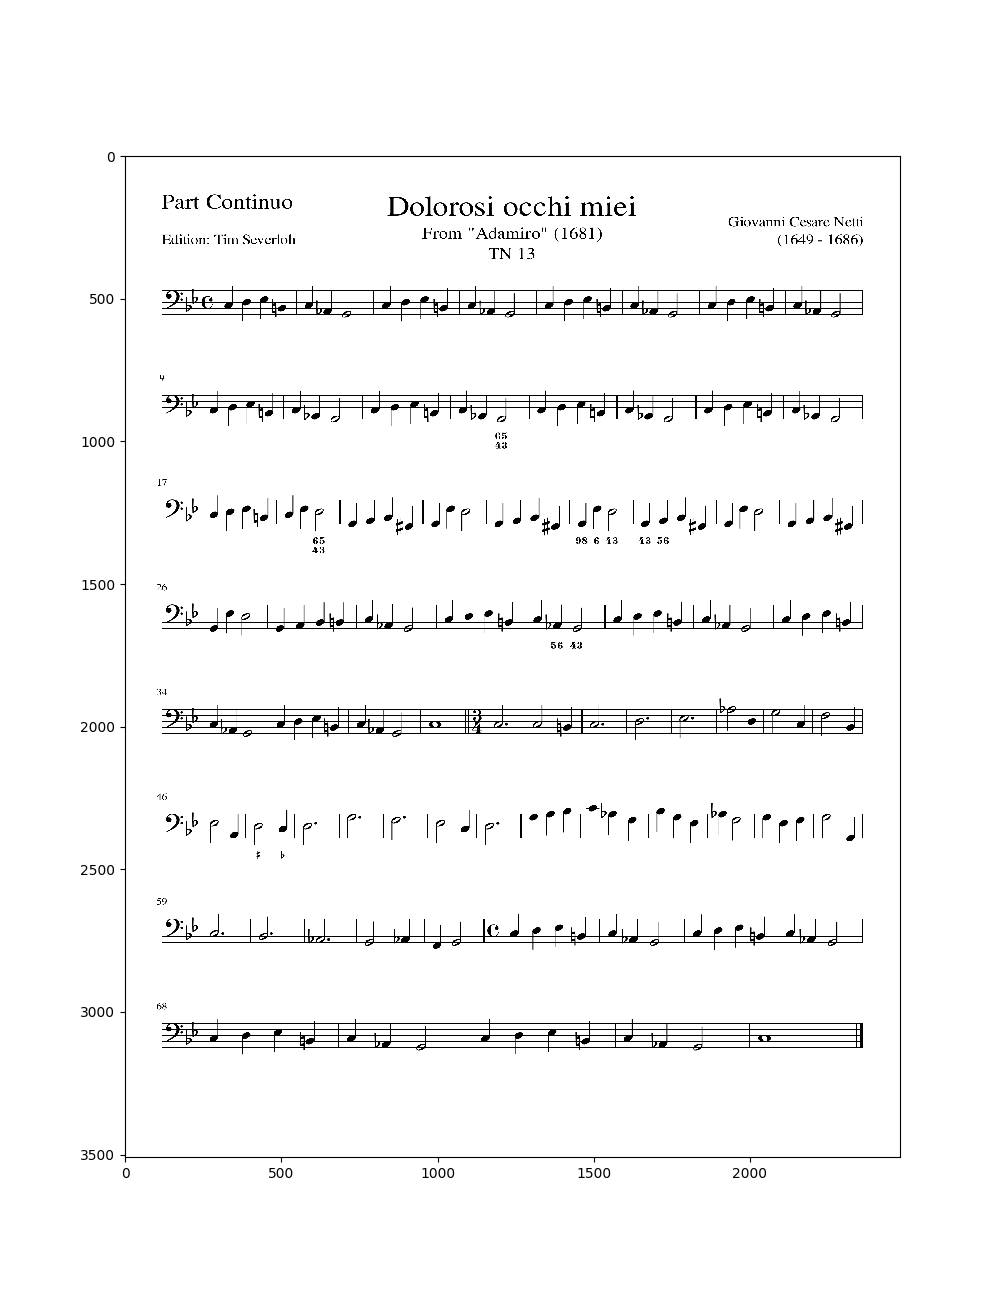 Part Continuo
Dolorosi occhi miei
Giovanni Cesare Netti
Edition: Tim Severloh
From "Adamiro" (1681)
(1649 - 1686)
TN 13
0
500
9
65
43
1000
17
65
43
98 6 43 43 56
1500
26
56 43
34
3
4
2000
46
2500
59
68
3000
3500
0 500 1000 1500 2000